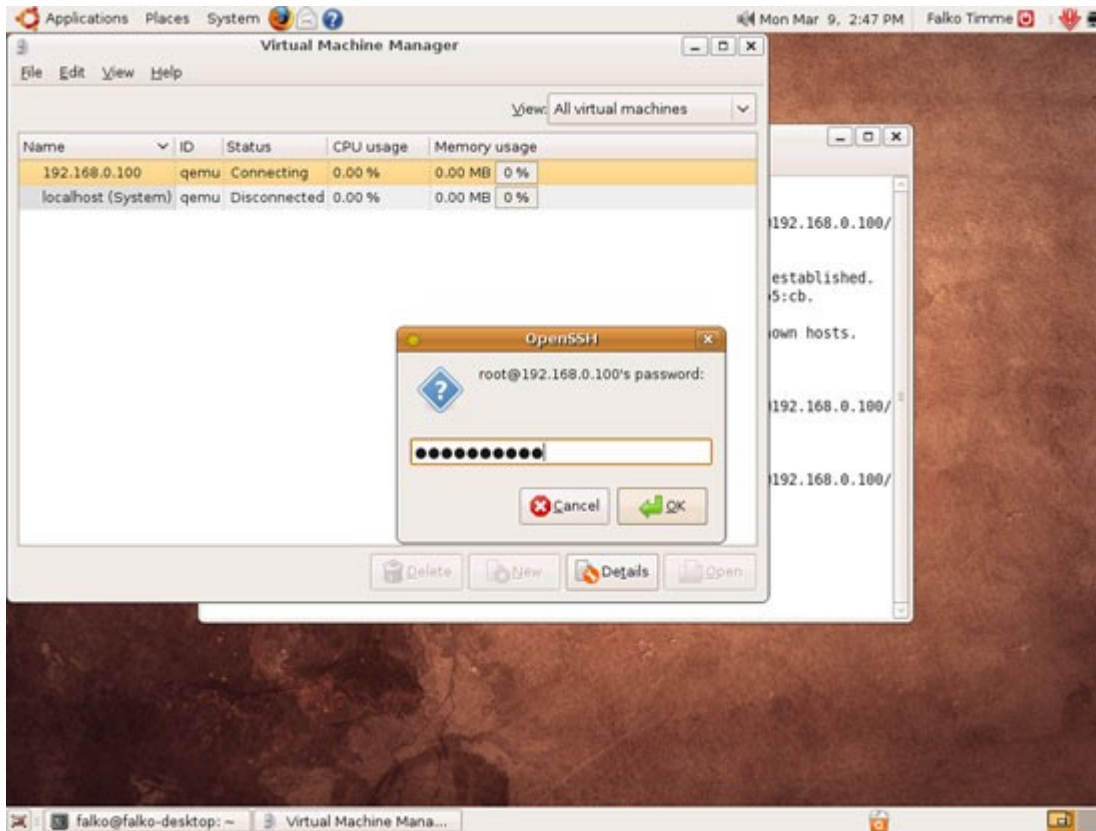 Applications Places System
Mon Mar 9, 2:47 PM Falko Timme
Virtual Machine Manager
File Edit View Help
View: All virtual machines
Name ID Status CPU usage Memory usage
192.168.0.100 qemu Connecting 0.00 % 0.00 MB 0 %
localhost (System) qemu Disconnected 0.00 % 0.00 MB 0 %
192.168.0.100/
established.
5:cb.
own hosts.
192.168.0.100/
192.168.0.100/
OpenSSH
root@192.168.0.100's password:
Cancel OK
Delete New Details Open
falko@falko-desktop: ~ Virtual Machine Mana...